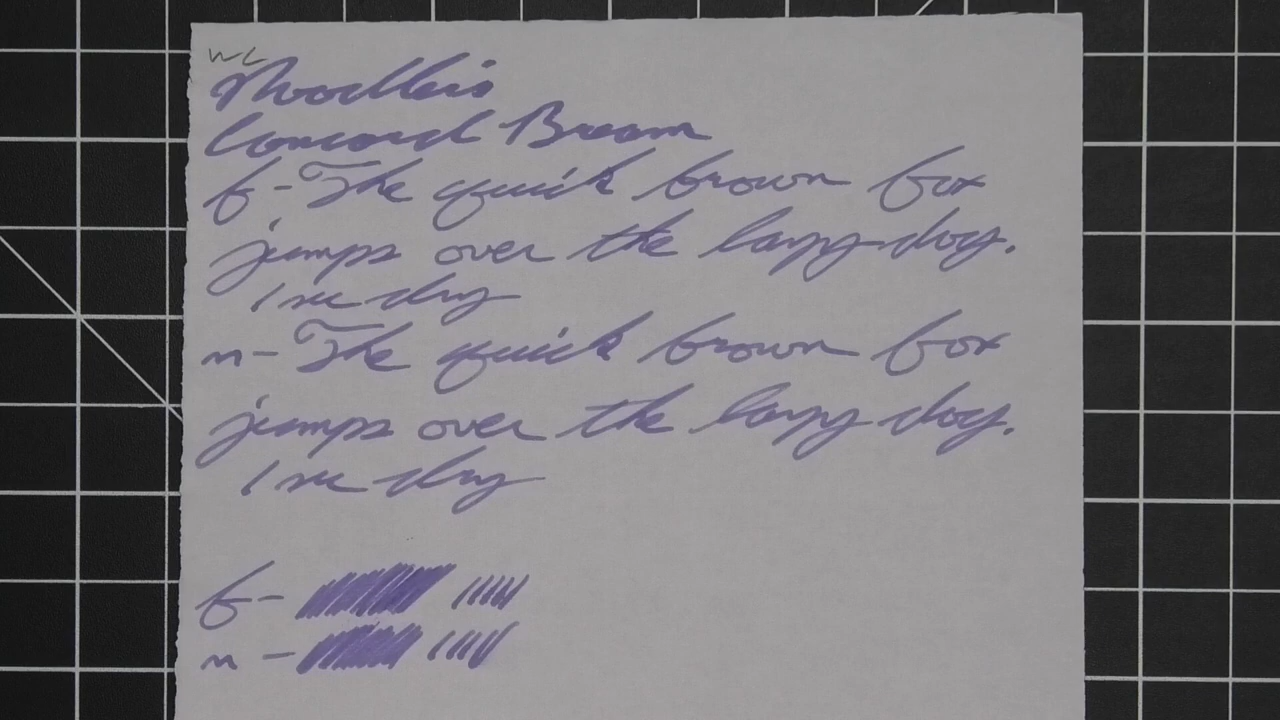 WC
Noodler's
Concord Bream
f - The quick brown fox
jumps over the lazy dog.
1 sec dry
m - The quick brown fox
jumps over the lazy dog.
1 sec dry
f -
m -